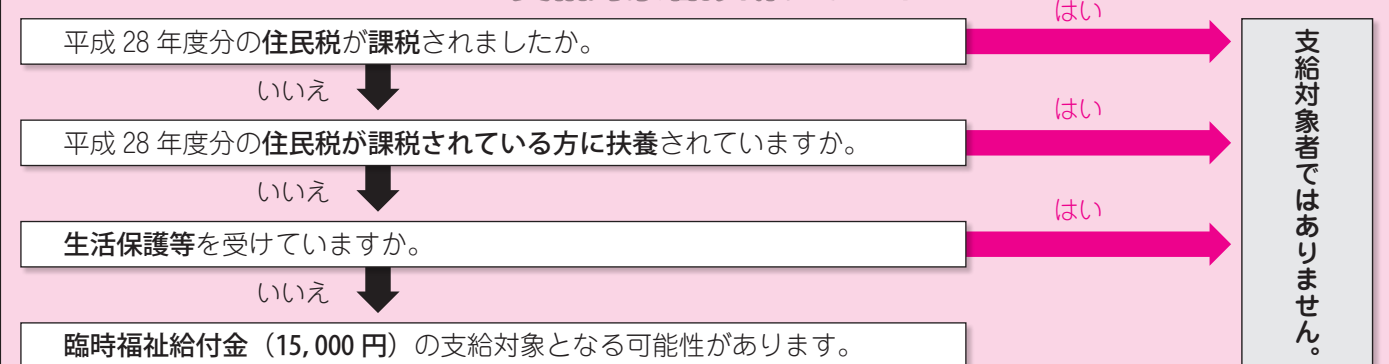 はい
平成 28 年度分の住民税が課税されましたか。
いいえ
はい
平成 28 年度分の住民税が課税されている方に扶養されていますか。
いいえ
はい
生活保護等を受けていますか。
いいえ
臨時福祉給付金（15,000 円）の支給対象となる可能性があります。
支給対象者ではありません。